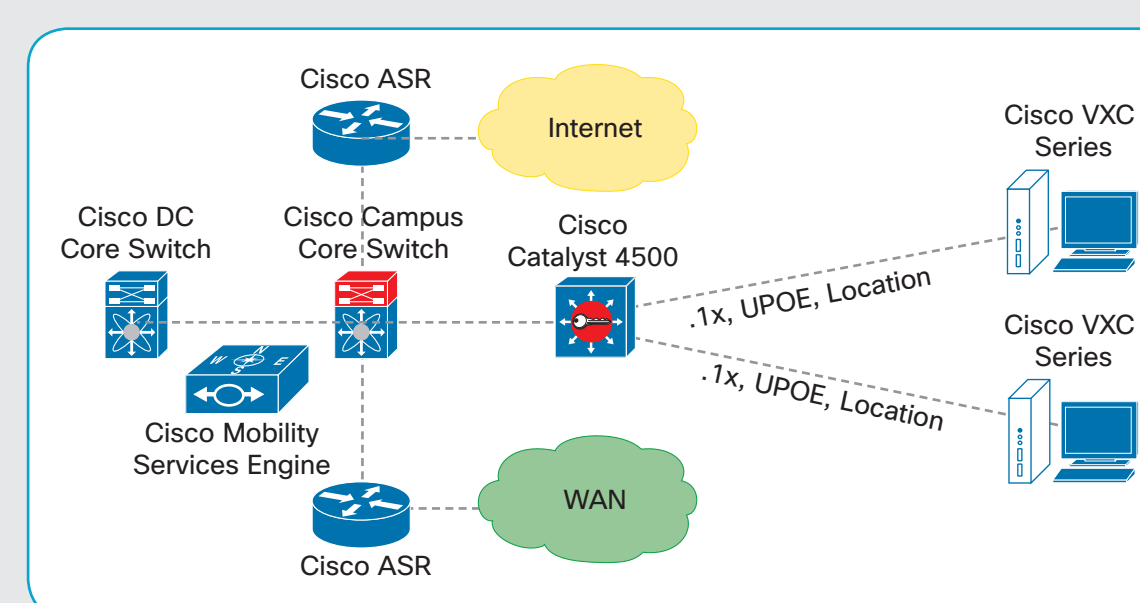 Cisco ASR
Internet
Cisco VXC
Series
Cisco DC
Core Switch
Cisco Campus
Core Switch
Cisco
Catalyst 4500
.1x, UPOE, Location
Cisco VXC
Series
.1x, UPOE, Location
N
W
E
S
Cisco Mobility
Services Engine
WAN
Cisco ASR